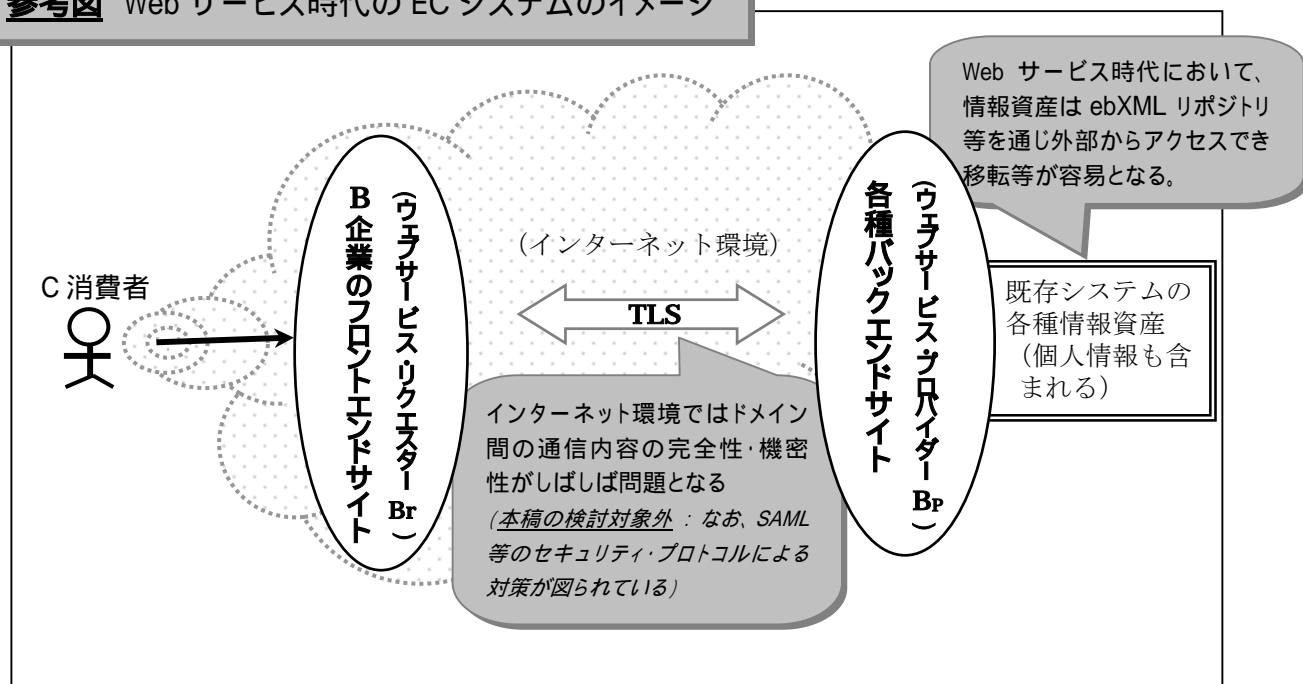 参考図 Web サービス時代の EC システムのイメージ
Web サービス時代において、
情報資産は ebXML リポジトリ
等を通じ外部からアクセスでき
移転等が容易となる。
C 消費者
B 企業のフロントエンドサイト
(ウェブサービス・リクエスター Br)
(インターネット環境)
TLS
各種バックエンドサイト
(ウェブサービス・プロバイダー BP)
既存システムの
各種情報資産
(個人情報も含
まれる)
インターネット環境ではドメイン
間の通信内容の完全性・機密
性がしばしば問題となる
(本稿の検討対象外 : なお、SAML
等のセキュリティ・プロトコルによる
対策が図られている)